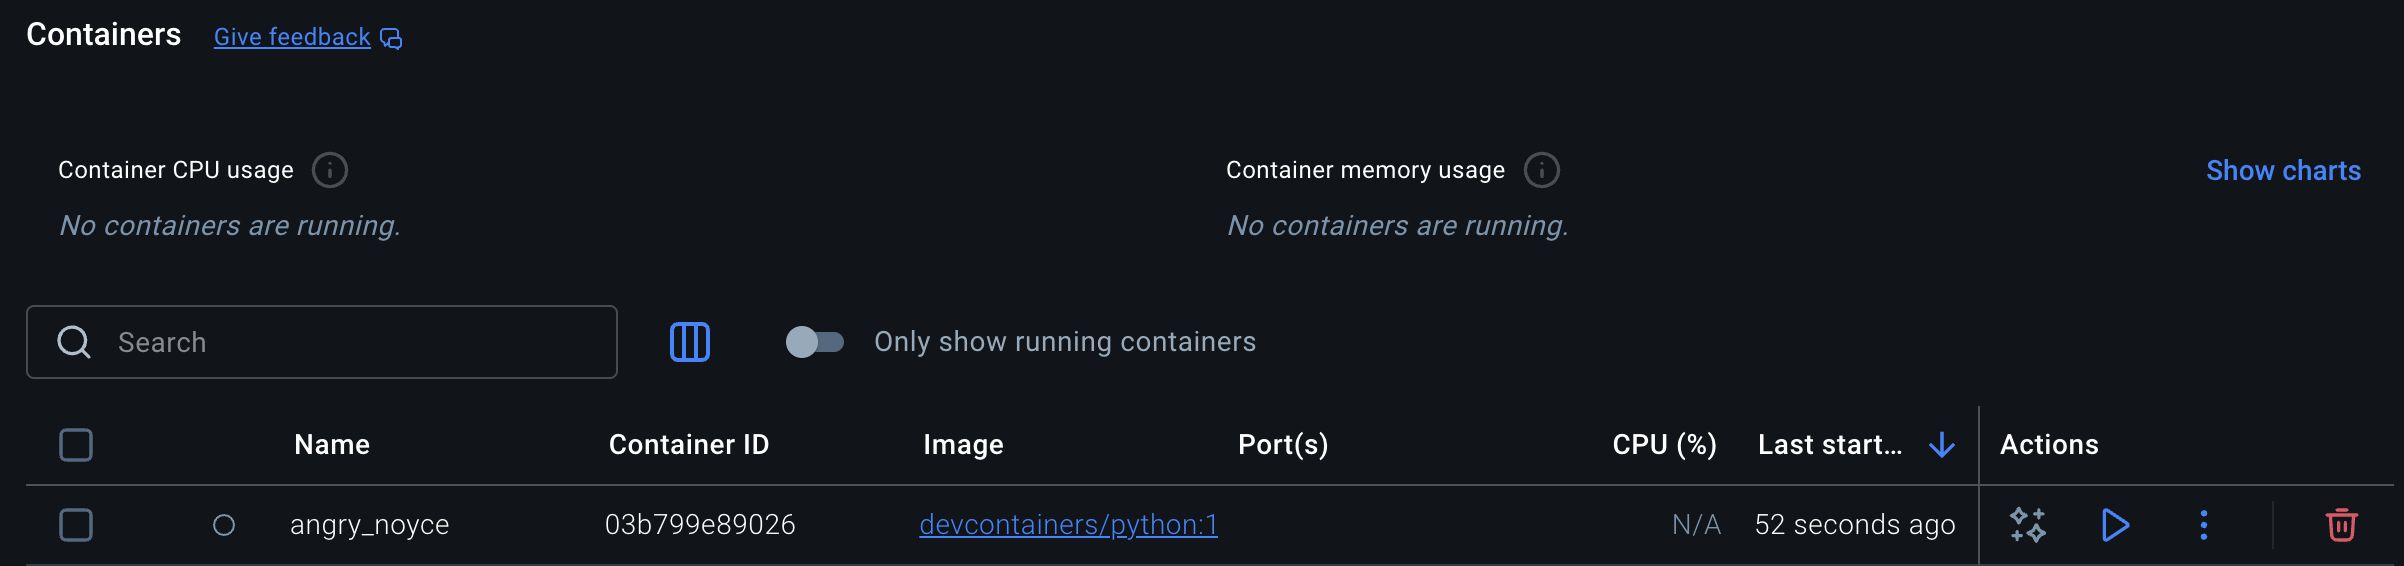 Containers Give feedback
Container CPU usage Container memory usage Show charts
No containers are running. No containers are running.
Search Only show running containers
Name Container ID Image Port(s) CPU (%) Last start... Actions
angry_noyce 03b799e89026 devcontainers/python:1 N/A 52 seconds ago